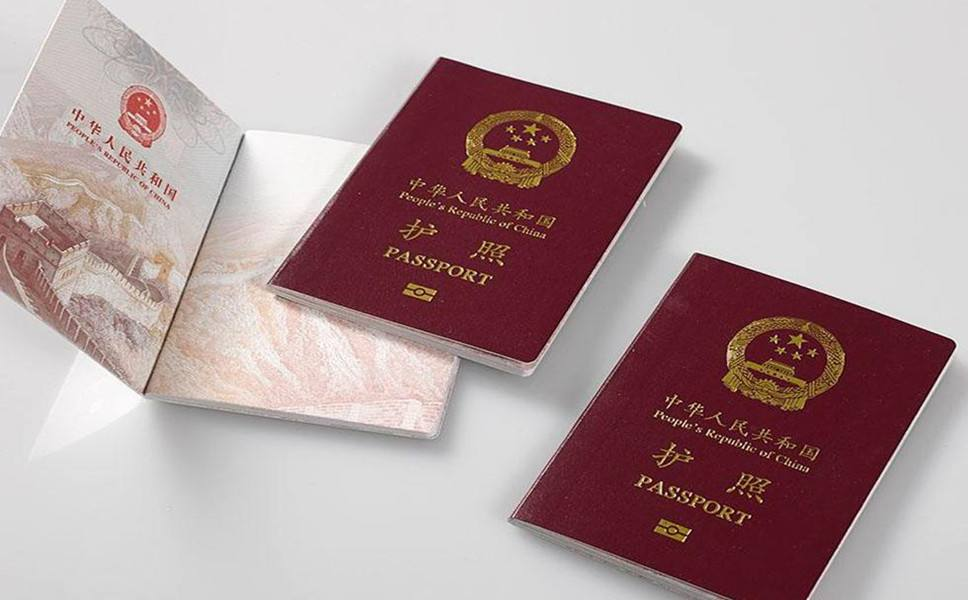 中华人民共和国
PEOPLE'S REPUBLIC OF CHINA
中华人民共和国
People's Republic of China
护照
PASSPORT
中华人民共和国
People's Republic of China
护照
PASSPORT